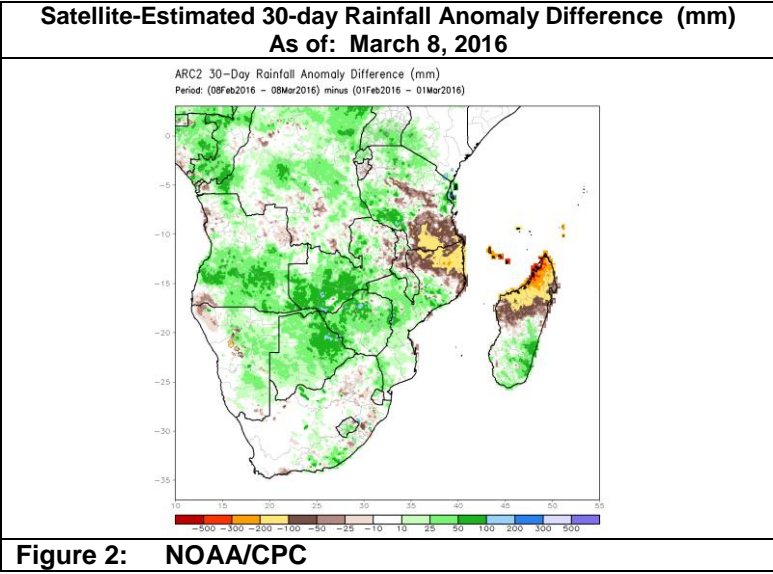 Satellite-Estimated 30-day Rainfall Anomaly Difference (mm)
As of: March 8, 2016
ARC2 30-Day Rainfall Anomaly Difference (mm)
Period: (08Feb2016 - 08Mar2016) minus (01Feb2016 - 01Mar2016)
0
-5
-10
-15
-20
-25
-30
-35
10 15 20 25 30 35 40 45 50 55
-500 -300 -200 -100 -50 -25 -10 10 25 50 100 200 300 500
Figure 2: NOAA/CPC